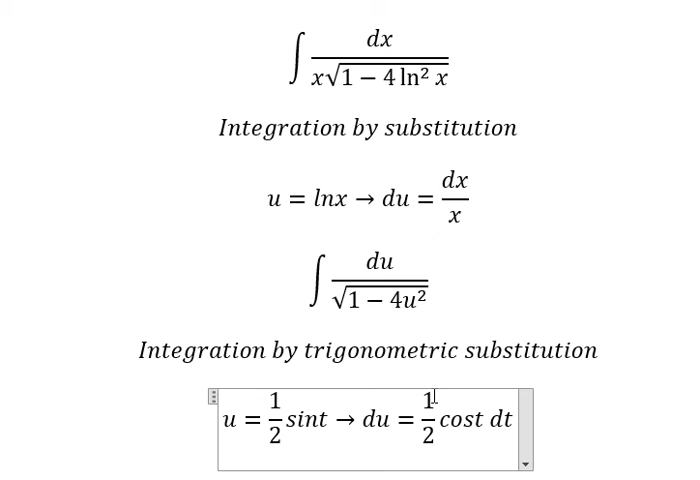 ∫ dx / x√1 − 4 ln² x
Integration by substitution
u = lnx → du = dx / x
∫ du / √1 − 4u²
Integration by trigonometric substitution
u = 1/2 sint → du = 1/2 cost dt